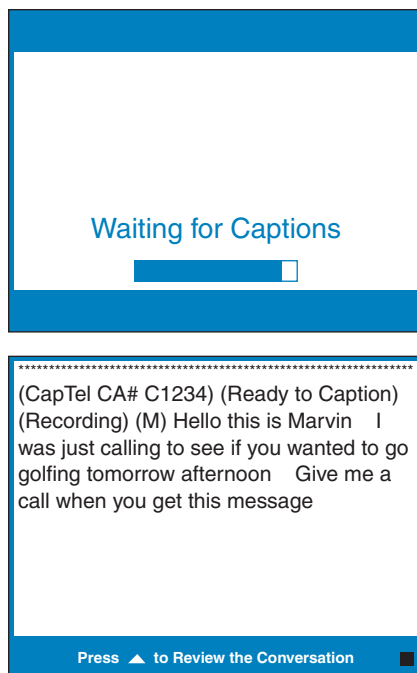 Waiting for Captions
*****************************************************************
(CapTel CA# C1234) (Ready to Caption)
(Recording) (M) Hello this is Marvin    I
was just calling to see if you wanted to go
golfing tomorrow afternoon    Give me a
call when you get this message
Press ▲ to Review the Conversation